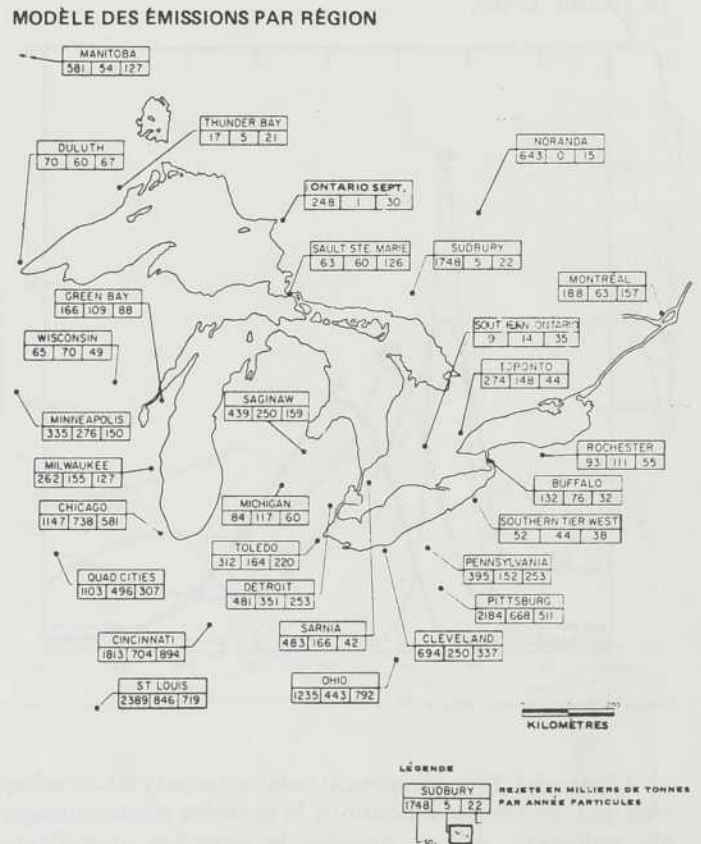 MODÈLE DES ÉMISSIONS PAR RÉGION
MANITOBA
581 54 127
THUNDER BAY
17 5 21
NORANDA
643 0 15
DULUTH
70 60 67
ONTARIO SEPT.
248 1 30
SAULT STE. MARIE
63 60 126
SUDBURY
1748 5 22
MONTRÉAL
188 63 157
GREEN BAY
166 109 88
WISCONSIN
65 70 49
SOUTHERN ONTARIO
9 14 35
TORONTO
274 148 44
SAGINAW
439 250 159
MINNEAPOLIS
335 276 150
ROCHESTER
93 111 55
MILWAUKEE
262 155 127
BUFFALO
132 76 32
MICHIGAN
84 117 60
CHICAGO
1147 738 581
SOUTHERN TIER WEST
52 44 38
TOLEDO
312 164 220
QUAD CITIES
1103 496 307
PENNSYLVANIA
395 152 253
DETROIT
481 351 253
PITTSBURG
2184 668 511
CINCINNATI
1813 704 894
SARNIA
483 166 42
CLEVELAND
694 250 337
OHIO
1235 443 792
ST LOUIS
2389 846 719
200
KILOMÈTRES
LÉGENDE
SUDBURY
1748 5 22
REJETS EN MILLIERS DE TONNES
PAR ANNÉE PARTICULES